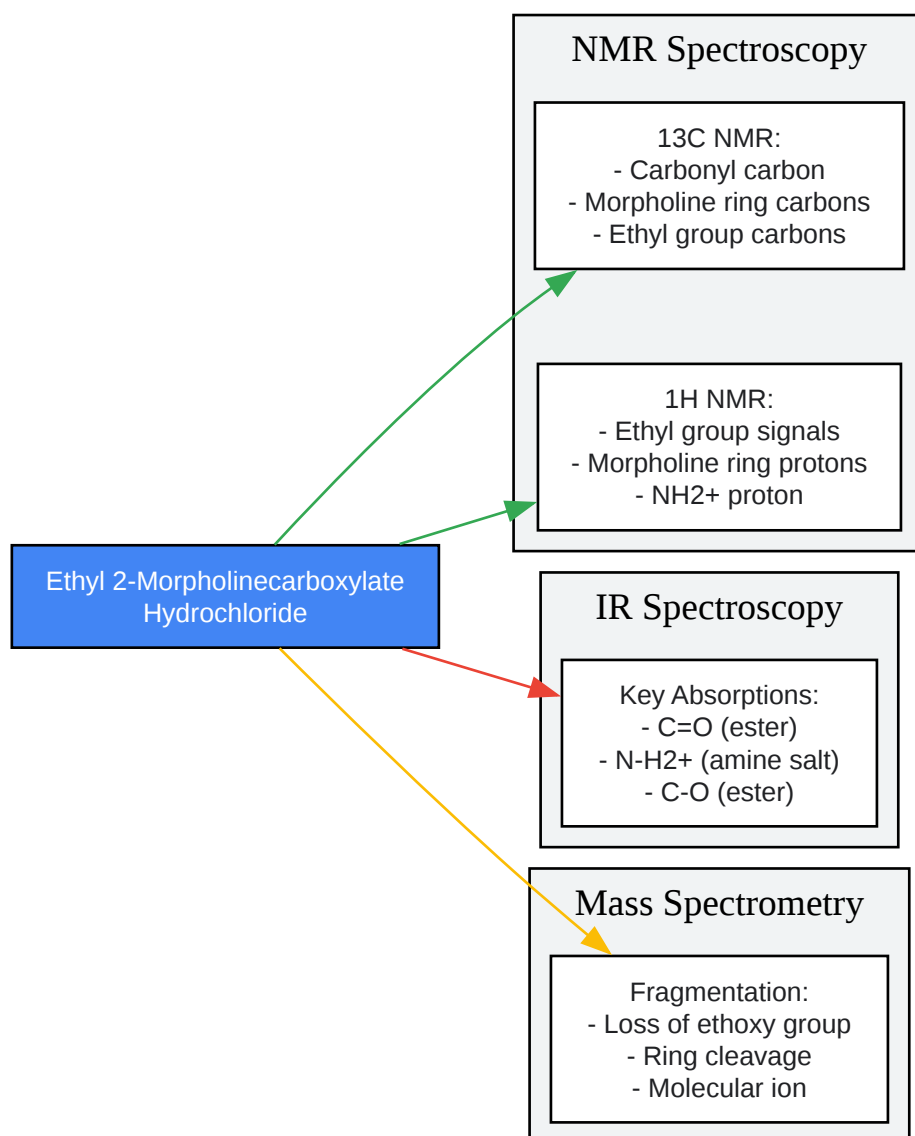 NMR Spectroscopy
13C NMR:
- Carbonyl carbon
- Morpholine ring carbons
- Ethyl group carbons
1H NMR:
- Ethyl group signals
- Morpholine ring protons
- NH2+ proton
Ethyl 2-Morpholinecarboxylate
Hydrochloride
IR Spectroscopy
Key Absorptions:
- C=O (ester)
- N-H2+ (amine salt)
- C-O (ester)
Mass Spectrometry
Fragmentation:
- Loss of ethoxy group
- Ring cleavage
- Molecular ion